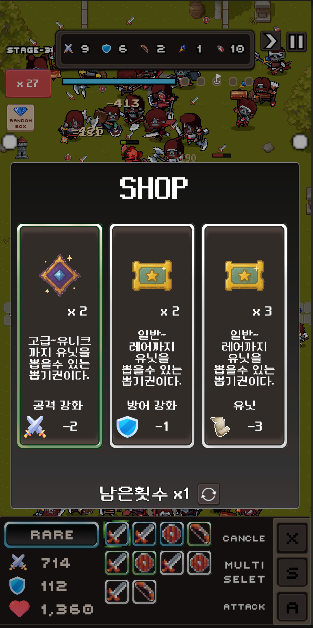 9 6 2 1 10
x 27
413
RANDOM
BOX
SHOP
x 2
고급~유니크
까지 유닛을
뽑을수 있는
뽑기권이다.
공격 강화
-2
x 2
일반~
레어까지
유닛을
뽑을수 있는
뽑기권이다.
방어 강화
-1
x 3
일반~
레어까지
유닛을
뽑을수 있는
뽑기권이다.
유닛
-3
남은횟수 x1
RARE
714
112
1,360
CANCLE X
MULTI
SELET S
ATTACK A